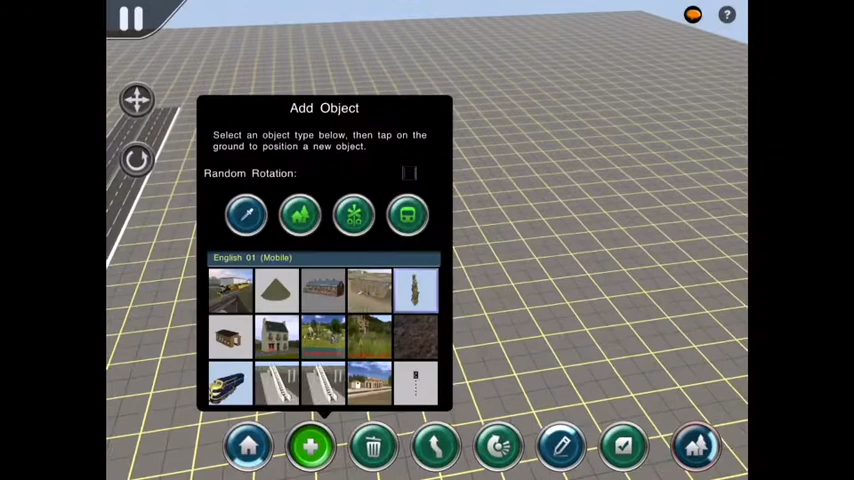 ?
Add Object
Select an object type below, then tap on the
ground to position a new object.
Random Rotation:
English 01 (Mobile)